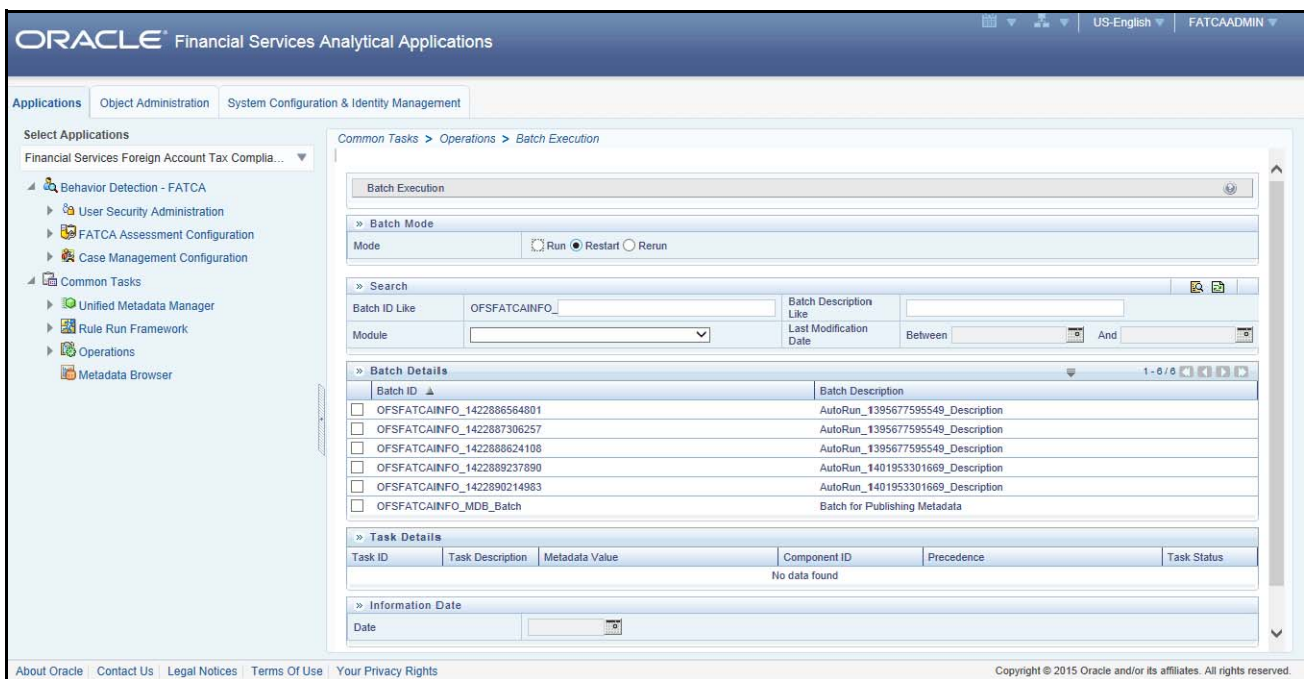 US-English FATCAADMIN
ORACLE® Financial Services Analytical Applications
Applications Object Administration System Configuration & Identity Management
Select Applications
Financial Services Foreign Account Tax Complia...
Behavior Detection - FATCA
User Security Administration
FATCA Assessment Configuration
Case Management Configuration
Common Tasks
Unified Metadata Manager
Rule Run Framework
Operations
Metadata Browser
Common Tasks > Operations > Batch Execution
Batch Execution
» Batch Mode
Mode Run Restart Rerun
» Search
Batch ID Like OFSFATCAINFO_ Batch Description Like
Module Last Modification Date Between And
» Batch Details 1-6/6
Batch ID Batch Description
OFSFATCAINFO_1422886564801 AutoRun_1395677595549_Description
OFSFATCAINFO_1422887306257 AutoRun_1395677595549_Description
OFSFATCAINFO_1422888624108 AutoRun_1395677595549_Description
OFSFATCAINFO_1422889237890 AutoRun_1401953301669_Description
OFSFATCAINFO_1422890214983 AutoRun_1401953301669_Description
OFSFATCAINFO_MDB_Batch Batch for Publishing Metadata
» Task Details
Task ID Task Description Metadata Value Component ID Precedence Task Status
No data found
» Information Date
Date
About Oracle Contact Us Legal Notices Terms Of Use Your Privacy Rights Copyright © 2015 Oracle and/or its affiliates. All rights reserved.